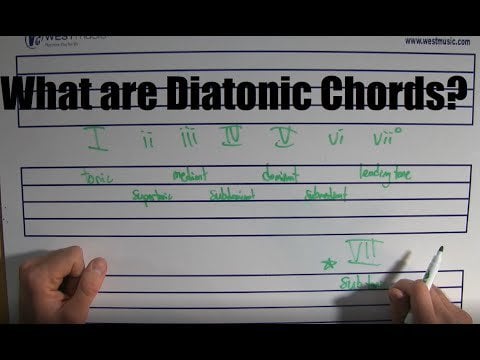 WEST MUSIC
www.westmusic.com
What are Diatonic Chords?
I ii iii IV V vi vii°
tonic mediant dominant leading tone
supertonic subdominant submediant
* VII